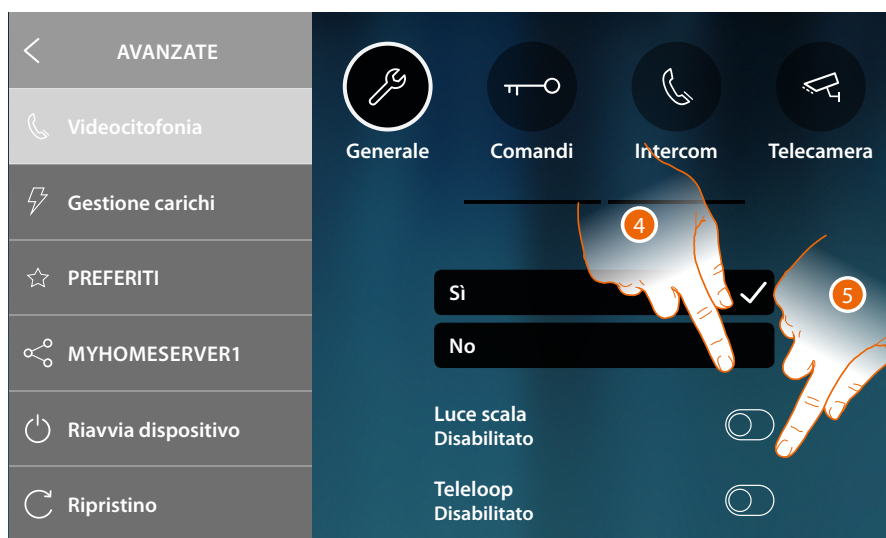 AVANZATE
Videocitofonia
Gestione carichi
PREFERITI
MYHOMESERVER1
Riavvia dispositivo
Ripristino
Generale
Comandi
Intercom
Telecamera
4
5
Sì
No
Luce scala
Disabilitato
Teleloop
Disabilitato